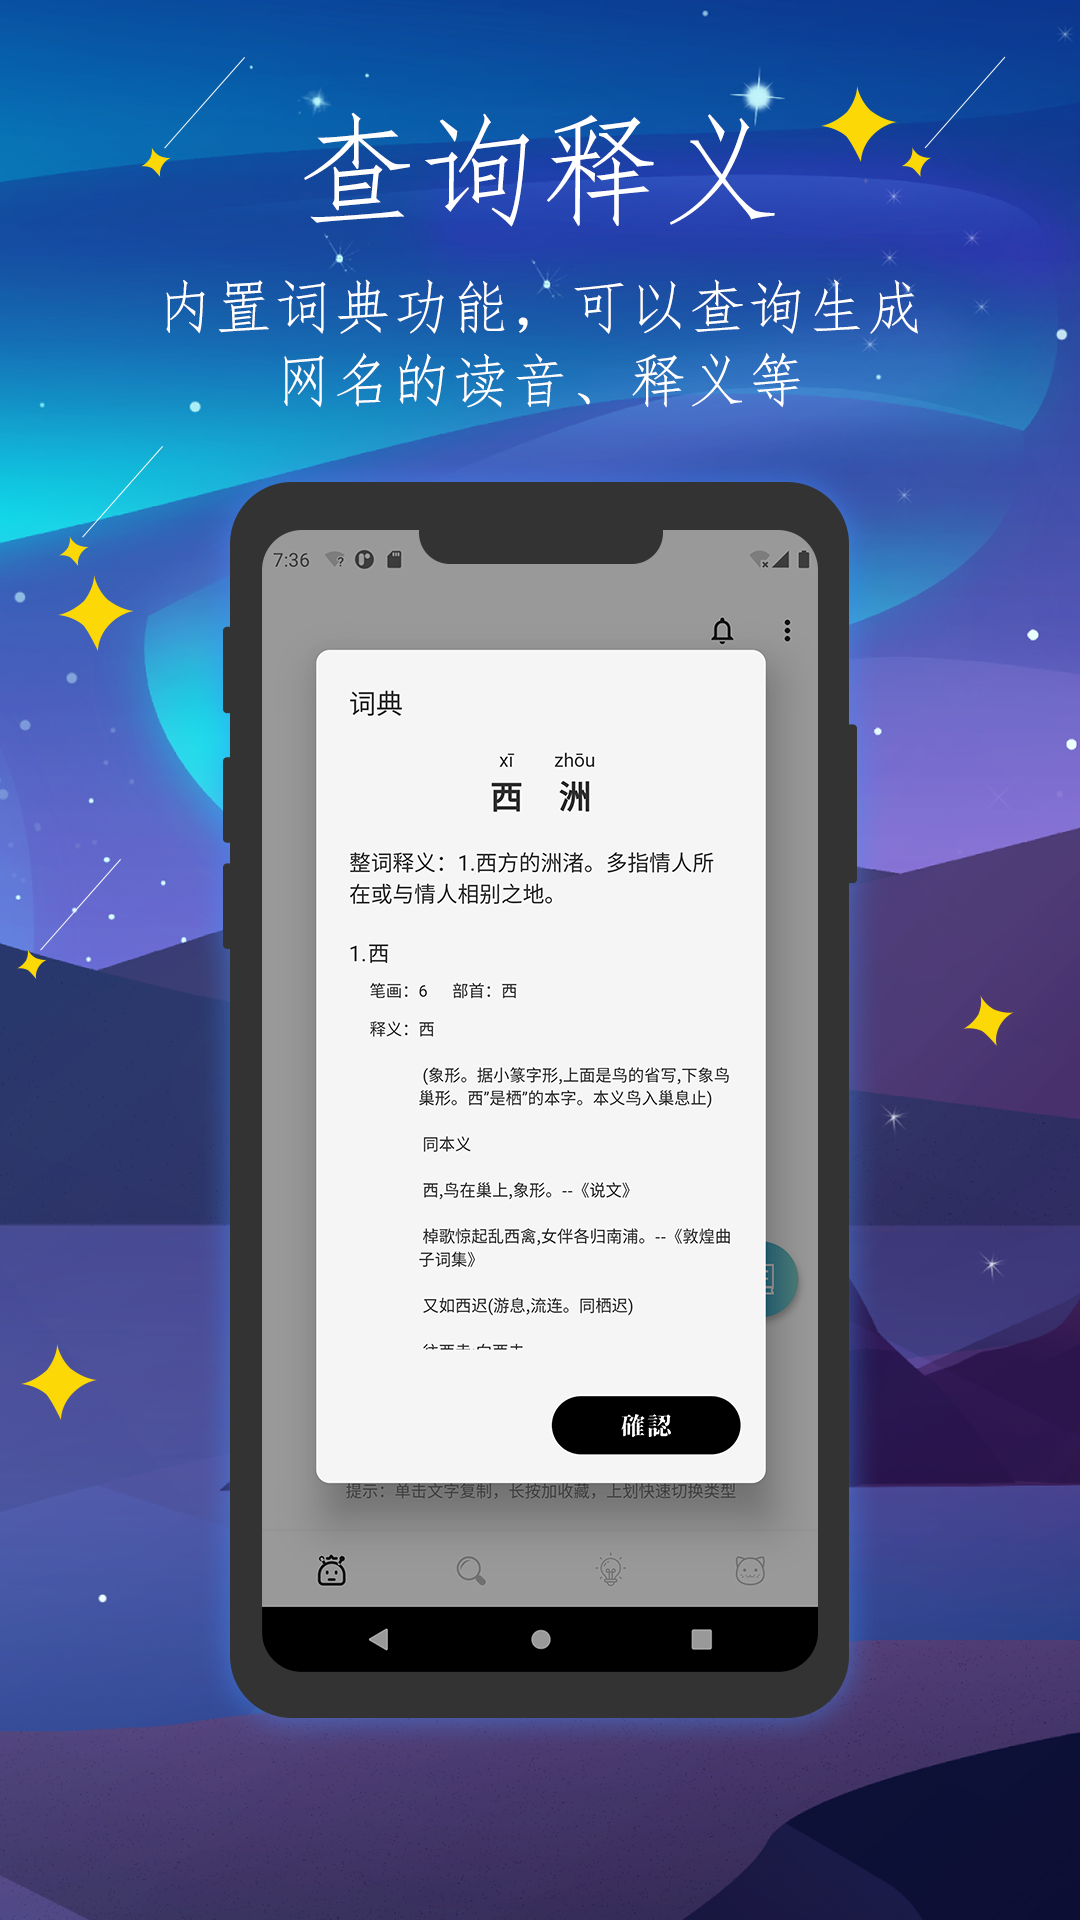 查询释义
内置词典功能，可以查询生成
网名的读音、释义等
7:36
词典
xī zhōu
西 洲
整词释义：1.西方的洲渚。多指情人所
在或与情人相别之地。
1.西
笔画：6 部首：西
释义：西
(象形。据小篆字形,上面是鸟的省写,下象鸟
巢形。西”是栖”的本字。本义鸟入巢息止)
同本义
西,鸟在巢上,象形。--《说文》
棹歌惊起乱西禽,女伴各归南浦。--《敦煌曲
子词集》
又如西迟(游息,流连。同栖迟)
確認
提示：单击文字复制，长按加收藏，上划快速切换类型